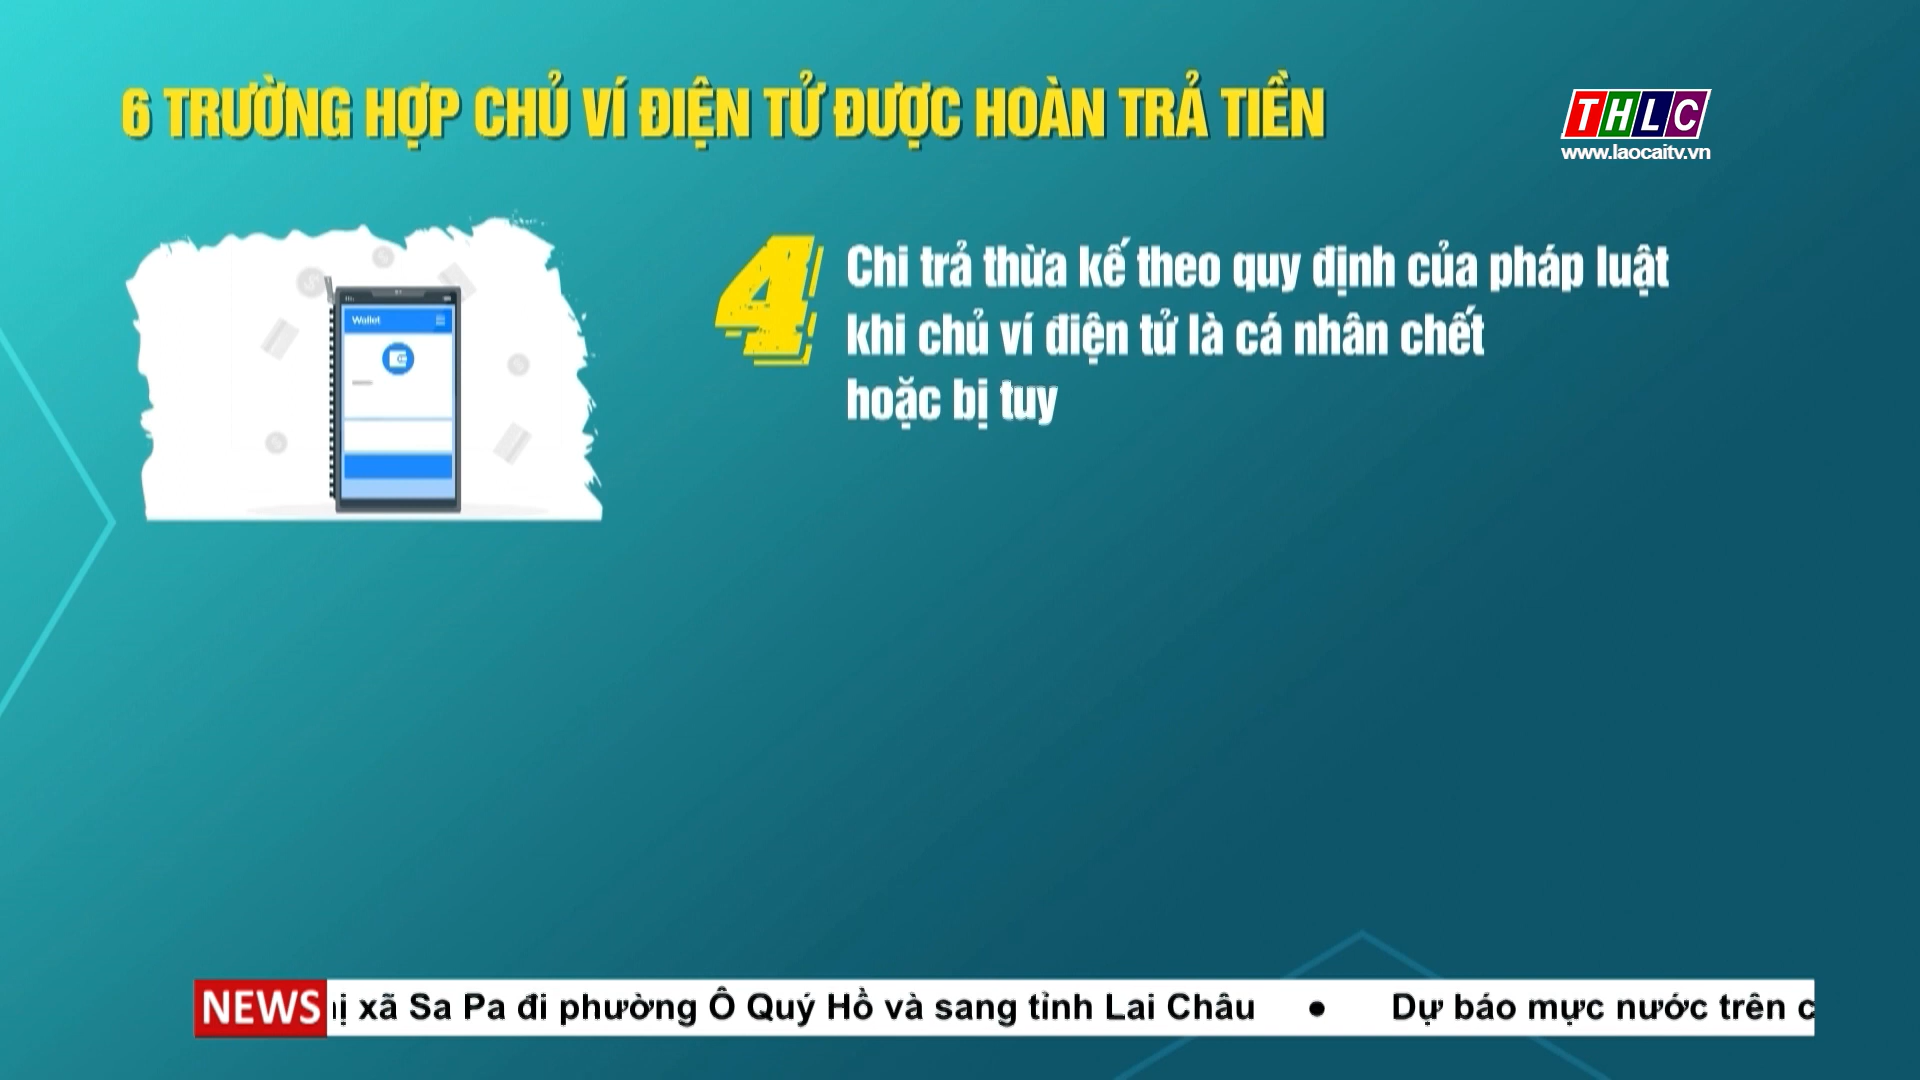 6 TRƯỜNG HỢP CHỦ VÍ ĐIỆN TỬ ĐƯỢC HOÀN TRẢ TIỀN
THLC
www.laocaitv.vn
4 Chi trả thừa kế theo quy định của pháp luật
khi chủ ví điện tử là cá nhân chết
hoặc bị tuy
Wallet
NEWS xã Sa Pa đi phường Ô Quý Hồ và sang tỉnh Lai Châu • Dự báo mực nước trên